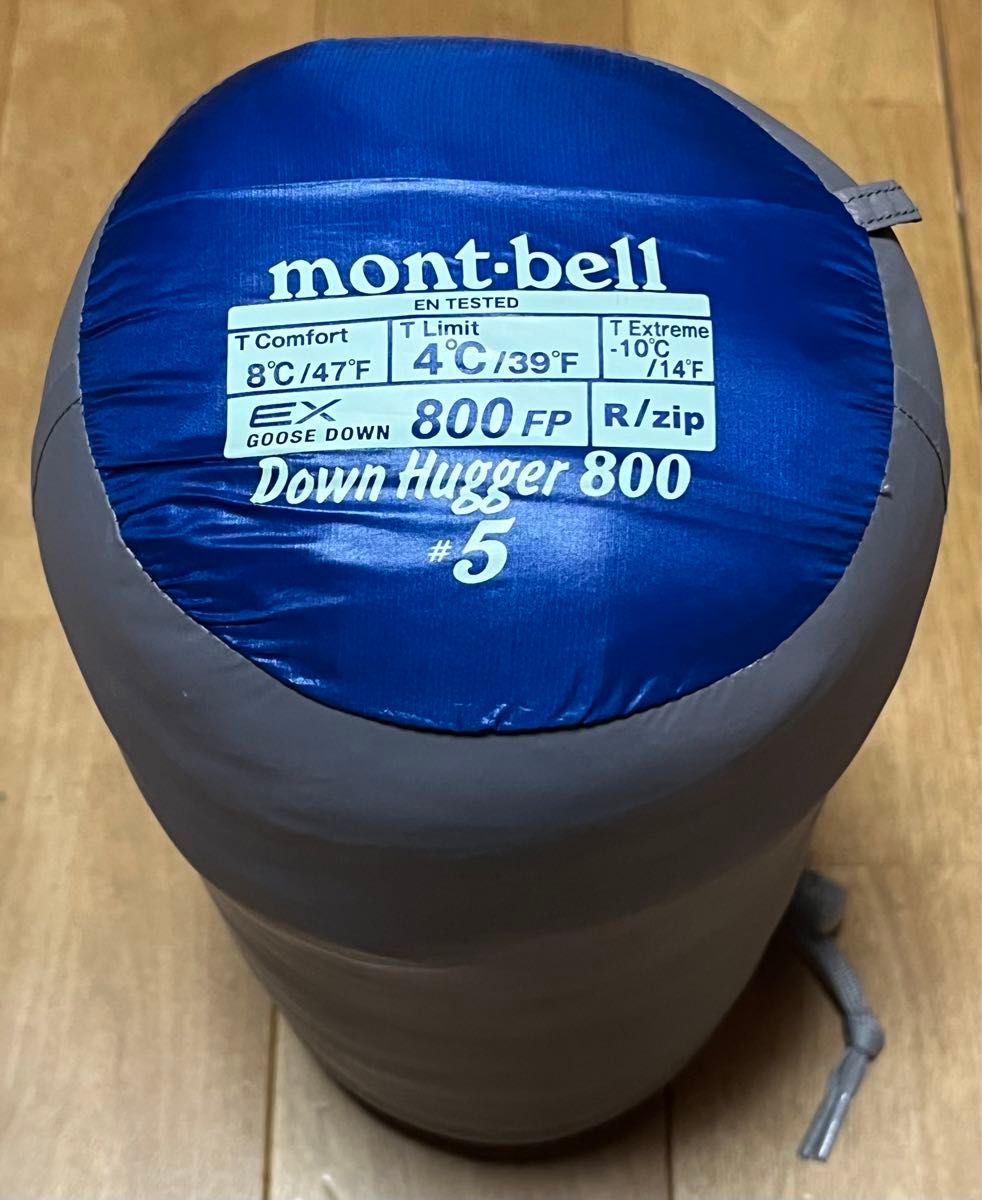 mont-bell
EN TESTED
T Comfort
8℃/47°F
T Limit
4℃/39°F
T Extreme
-10℃
/14°F
EX
GOOSE DOWN
800 FP
R/zip
Down Hugger 800
#5